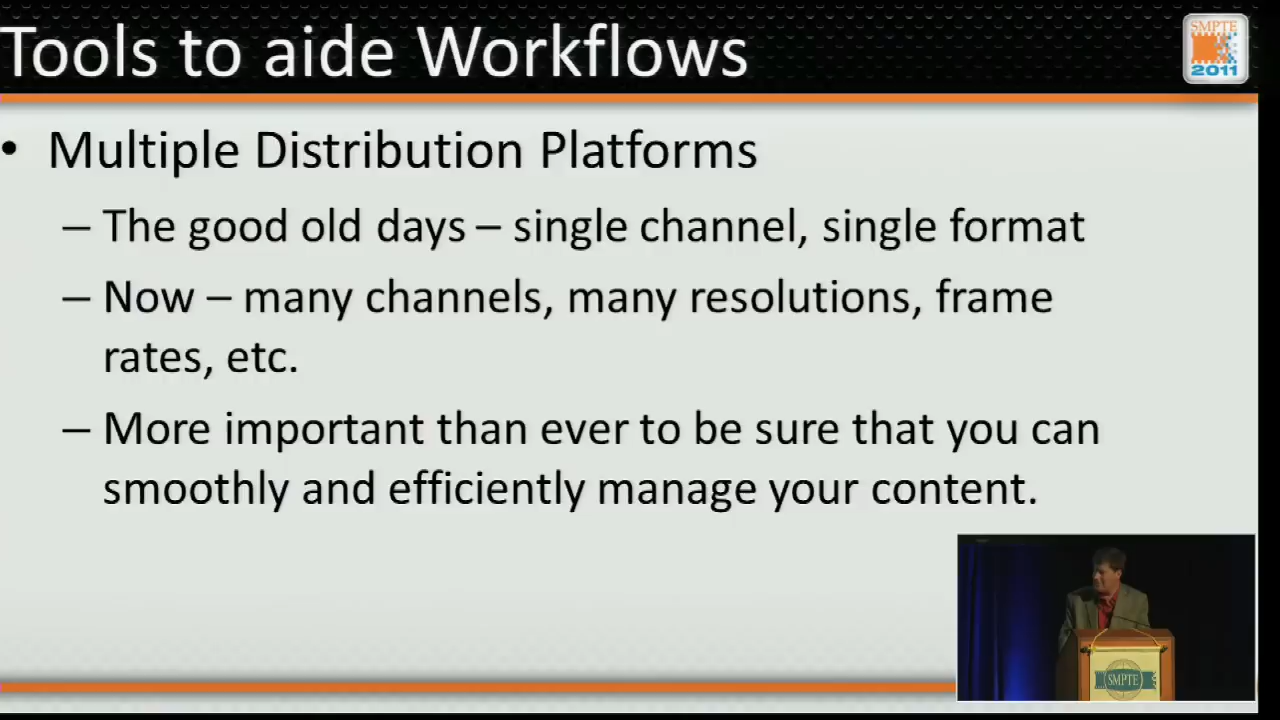 Tools to aide Workflows
SMPTE
2011
• Multiple Distribution Platforms
– The good old days – single channel, single format
– Now – many channels, many resolutions, frame
rates, etc.
– More important than ever to be sure that you can
smoothly and efficiently manage your content.
SMPTE